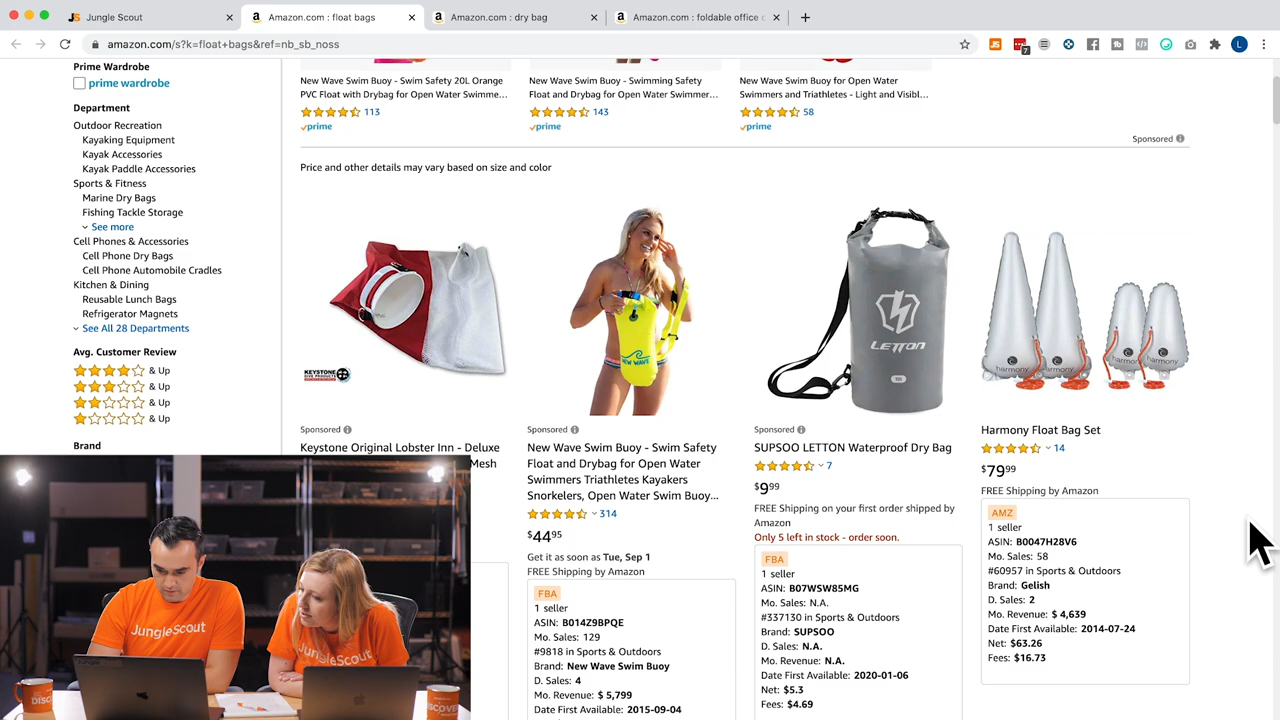 Jungle Scout
Amazon.com : float bags
Amazon.com : dry bag
Amazon.com : foldable office c
amazon.com/s?k=float+bags&ref=nb_sb_noss
7
L
Prime Wardrobe
prime wardrobe
Department
Outdoor Recreation
Kayaking Equipment
Kayak Accessories
Kayak Paddle Accessories
Sports & Fitness
Marine Dry Bags
Fishing Tackle Storage
See more
Cell Phones & Accessories
Cell Phone Dry Bags
Cell Phone Automobile Cradles
Kitchen & Dining
Reusable Lunch Bags
Refrigerator Magnets
See All 28 Departments
Avg. Customer Review
& Up
& Up
& Up
& Up
Brand
New Wave Swim Buoy - Swim Safety 20L Orange
PVC Float with Drybag for Open Water Swimme...
113
prime
New Wave Swim Buoy - Swimming Safety
Float and Drybag for Open Water Swimmer...
143
prime
New Wave Swim Buoy for Open Water
Swimmers and Triathletes - Light and Visibl...
58
prime
Sponsored
Price and other details may vary based on size and color
KEYSTONE
Sponsored
Keystone Original Lobster Inn - Deluxe
Mesh
NEW WAVE
Sponsored
New Wave Swim Buoy - Swim Safety
Float and Drybag for Open Water
Swimmers Triathletes Kayakers
Snorkelers, Open Water Swim Buoy...
314
$44.95
Get it as soon as Tue, Sep 1
FREE Shipping by Amazon
FBA
1 seller
ASIN: B014Z9BPQE
Mo. Sales: 129
#9818 in Sports & Outdoors
Brand: New Wave Swim Buoy
D. Sales: 4
Mo. Revenue: $ 5,799
Date First Available: 2015-09-04
LETTON
10L
Sponsored
SUPSOO LETTON Waterproof Dry Bag
7
$9.99
FREE Shipping on your first order shipped by
Amazon
Only 5 left in stock - order soon.
FBA
1 seller
ASIN: B07WSW85MG
Mo. Sales: N.A.
#337130 in Sports & Outdoors
Brand: SUPSOO
D. Sales: N.A.
Mo. Revenue: N.A.
Date First Available: 2020-01-06
Net: $5.3
Fees: $4.69
harmony
harmony
Harmony Float Bag Set
14
$79.99
FREE Shipping by Amazon
AMZ
1 seller
ASIN: B0047H28V6
Mo. Sales: 58
#60957 in Sports & Outdoors
Brand: Gelish
D. Sales: 2
Mo. Revenue: $ 4,639
Date First Available: 2014-07-24
Net: $63.26
Fees: $16.73
JungleScout
JungleScout